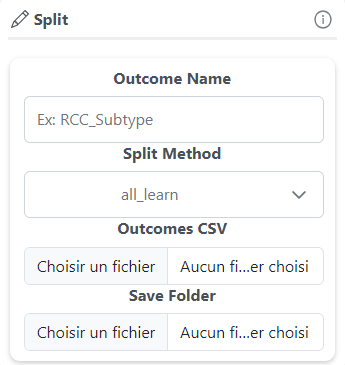 Split
Outcome Name
Ex: RCC_Subtype
Split Method
all_learn
Outcomes CSV
Choisir un fichier Aucun fi...er choisi
Save Folder
Choisir un fichier Aucun fi...er choisi